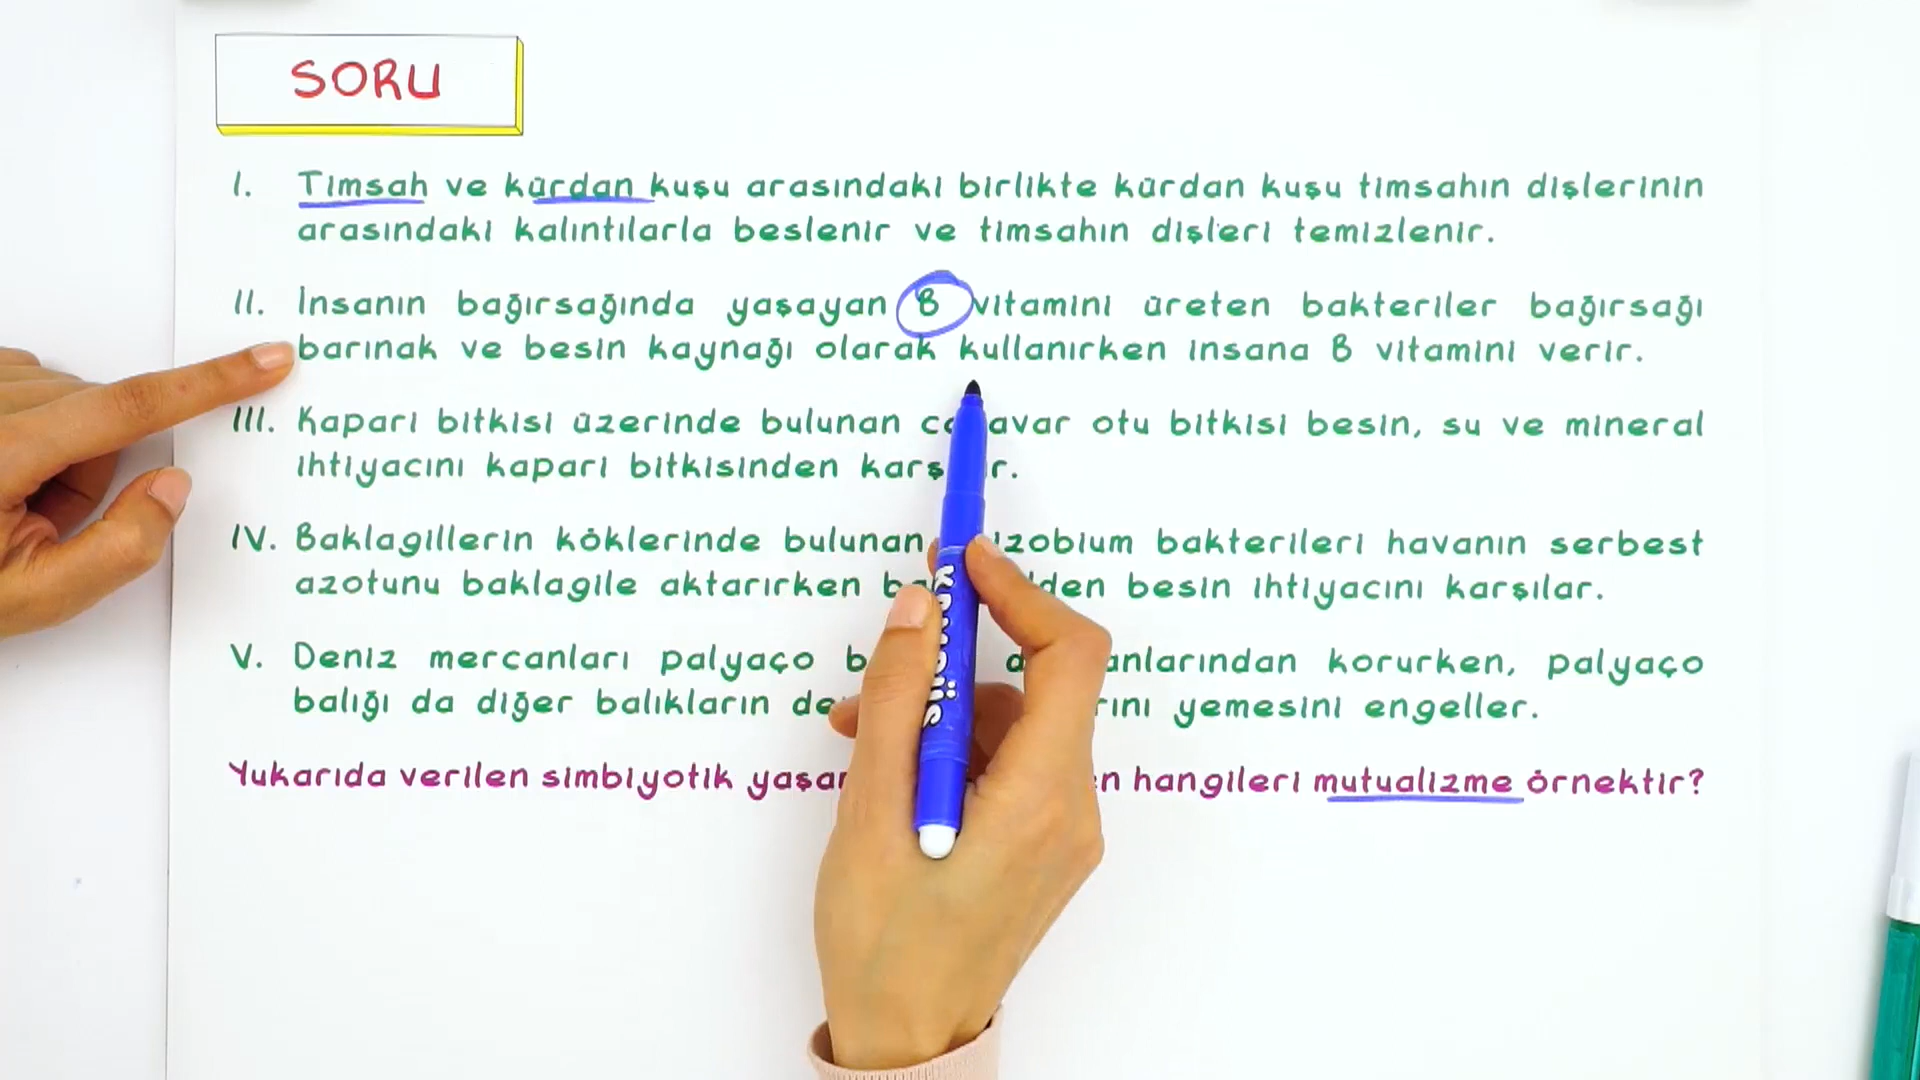 SORU
I. Timsah ve kürdan kuşu arasındaki birlikte kürdan kuşu timsahın dişlerinin
arasındaki kalıntılarla beslenir ve timsahın dişleri temizlenir.
II. İnsanın bağırsağında yaşayan B vitamini üreten bakteriler bağırsağı
barınak ve besin kaynağı olarak kullanırken insana B vitamini verir.
III. Kapari bitkisi üzerinde bulunan otu bitkisi besin, su ve mineral
ihtiyacını kapari bitkisinden
IV. Baklagillerin köklerinde bulunan bakterileri havanın serbest
azotunu baklagile aktarırken besin ihtiyacını karşılar.
V. Deniz mercanları palyaço korurken, palyaço
balığı da diğer balıkların yemesini engeller.
Yukarıda verilen simbiyotik hangileri mutualizme örnektir?